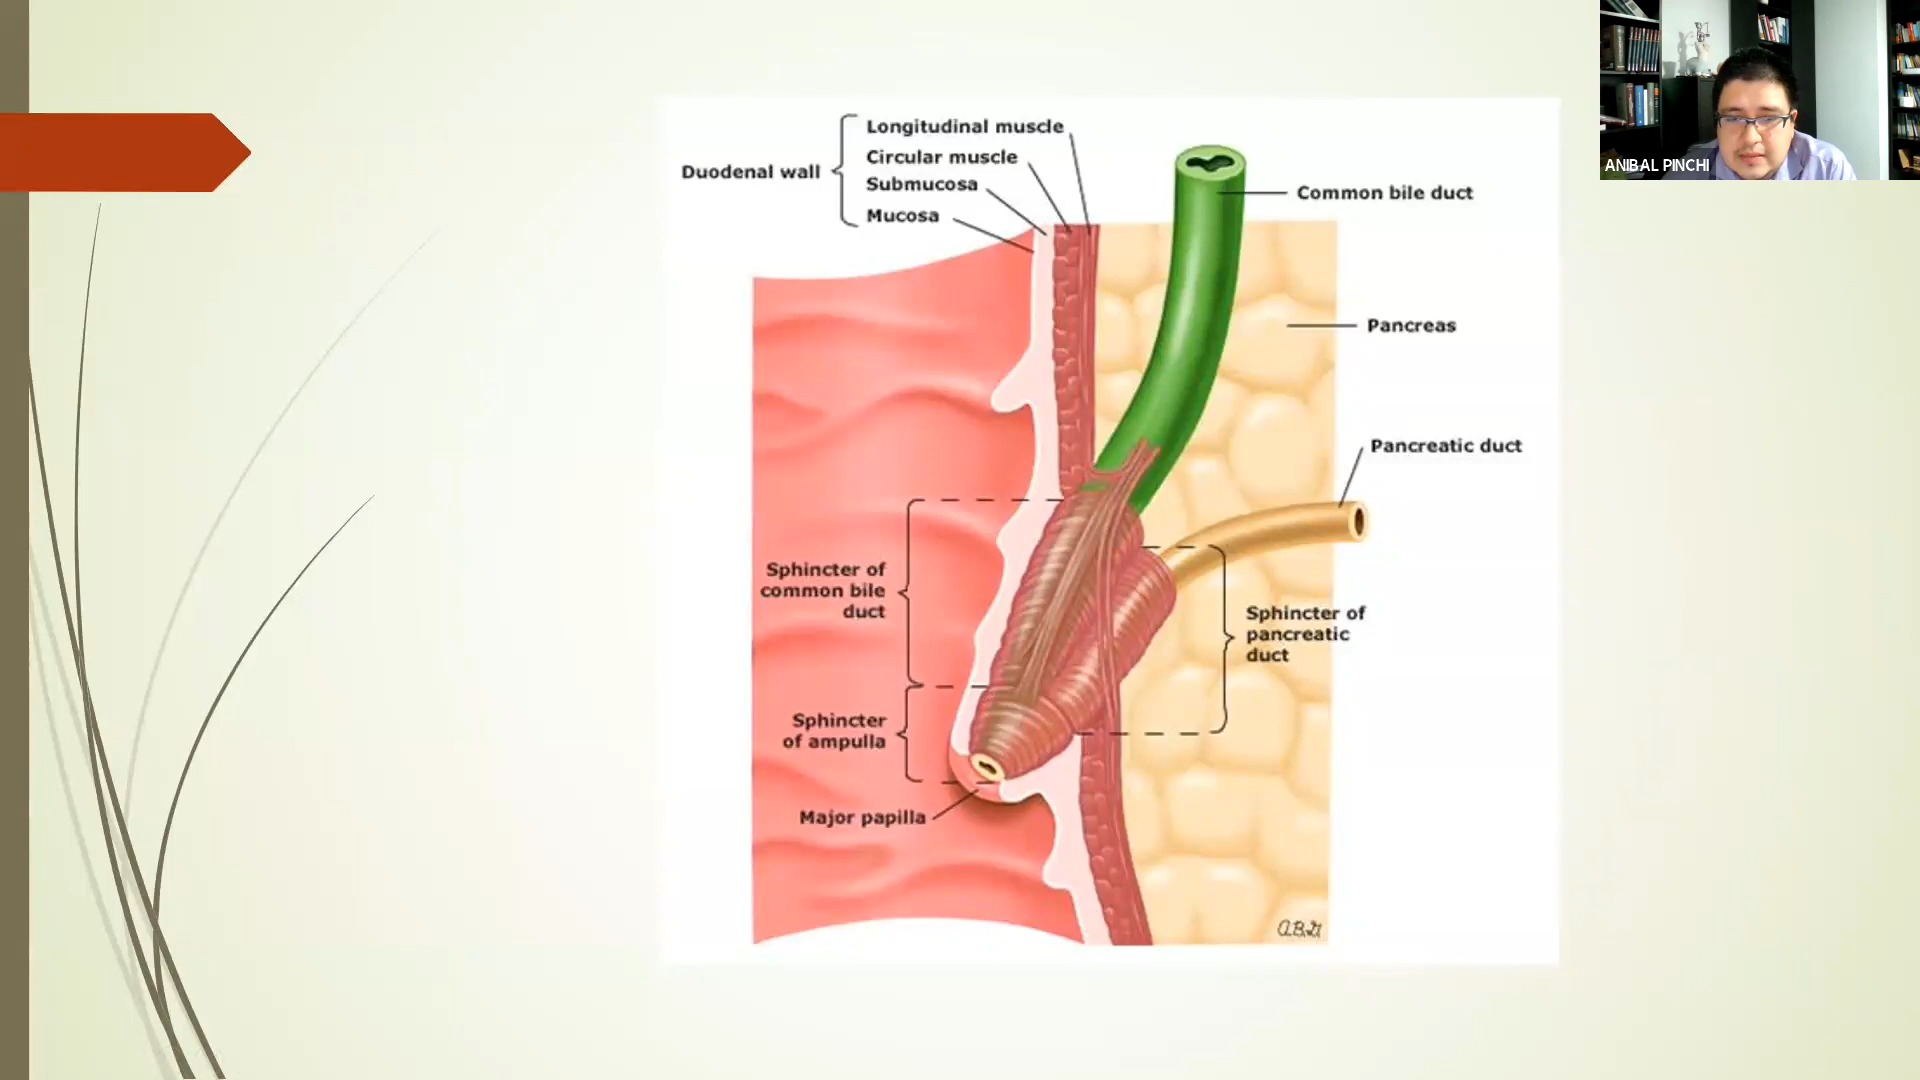 Longitudinal muscle
Circular muscle
Duodenal wall
Submucosa
Mucosa
Common bile duct
ANIBAL PINCHI
Pancreas
Pancreatic duct
Sphincter of
common bile
duct
Sphincter of
pancreatic
duct
Sphincter
of ampulla
Major papilla